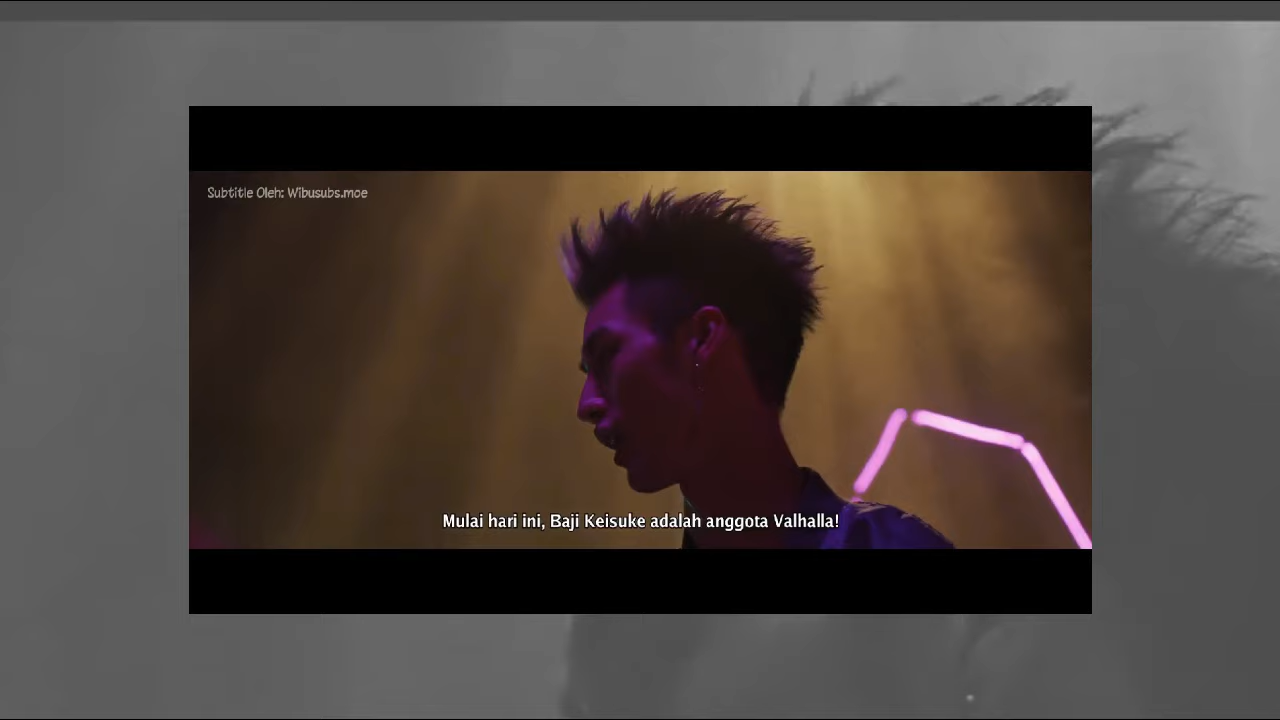 Subtitle Oleh: Wibusubs.moe
Mulai hari ini, Baji Keisuke adalah anggota Valhalla!